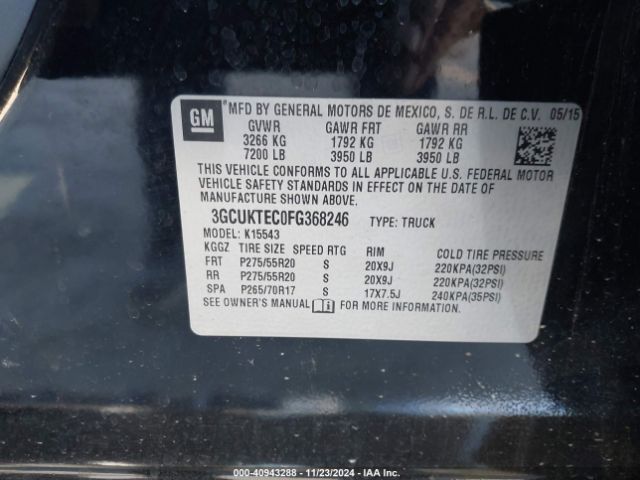 GM ® MFD BY GENERAL MOTORS DE MEXICO, S. DE R.L. DE C.V. 05/15
GVWR GAWR FRT GAWR RR
3266 KG 1792 KG 1792 KG
7200 LB 3950 LB 3950 LB
THIS VEHICLE CONFORMS TO ALL APPLICABLE U.S. FEDERAL MOTOR
VEHICLE SAFETY STANDARDS IN EFFECT ON THE DATE OF
MANUFACTURE SHOWN ABOVE.
3GCUKTEC0FG368246 TYPE: TRUCK
MODEL: K15543
KGGZ TIRE SIZE SPEED RTG RIM COLD TIRE PRESSURE
FRT P275/55R20 S 20X9J 220KPA(32PSI)
RR P275/55R20 S 20X9J 220KPA(32PSI)
SPA P265/70R17 S 17X7.5J 240KPA(35PSI)
SEE OWNER'S MANUAL i FOR MORE INFORMATION.
000-40943288 - 11/23/2024 - IAA Inc.